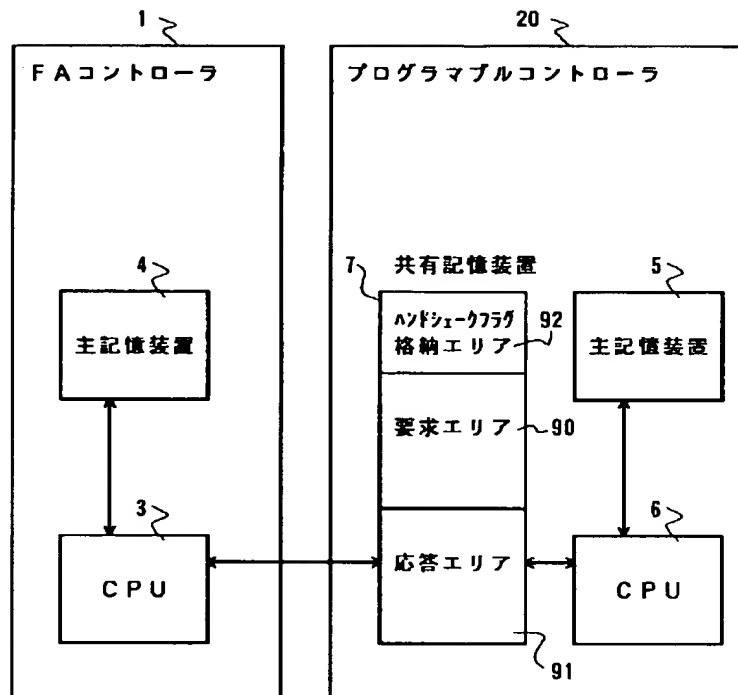 1
20
ＦＡコントローラ
プログラマブルコントローラ
4
主記憶装置
7
共有記憶装置
ハンドシェークフラグ
格納エリア
92
5
主記憶装置
要求エリア
90
3
ＣＰＵ
応答エリア
91
6
ＣＰＵ